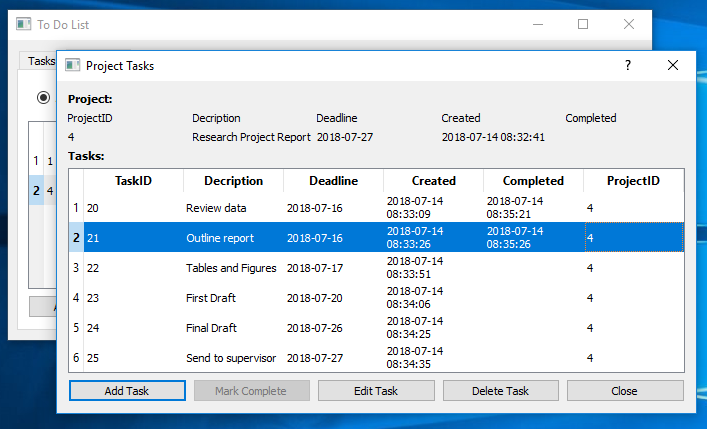 To Do List
Tasks
1 1
2 4
Project Tasks
?
Project:
ProjectID Decription Deadline Created Completed
4 Research Project Report 2018-07-27 2018-07-14 08:32:41
Tasks:
TaskID Decription Deadline Created Completed ProjectID
1 20 Review data 2018-07-16 2018-07-14 08:33:09 2018-07-14 08:35:21 4
2 21 Outline report 2018-07-16 2018-07-14 08:33:26 2018-07-14 08:35:26 4
3 22 Tables and Figures 2018-07-17 2018-07-14 08:33:51 4
4 23 First Draft 2018-07-20 2018-07-14 08:34:06 4
5 24 Final Draft 2018-07-26 2018-07-14 08:34:25 4
6 25 Send to supervisor 2018-07-27 2018-07-14 08:34:35 4
Add Task Mark Complete Edit Task Delete Task Close